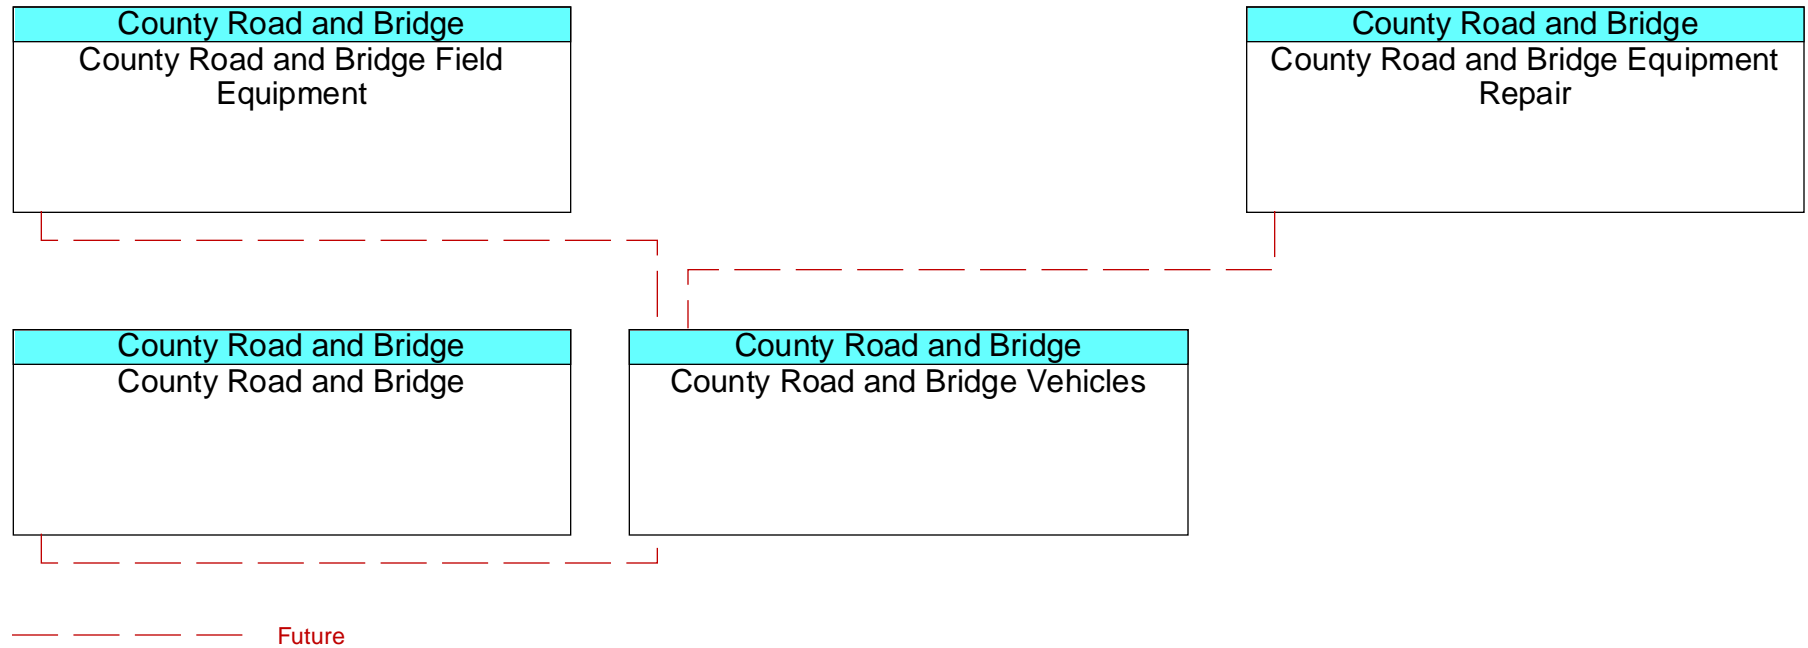 County Road and Bridge
County Road and Bridge Field
Equipment
County Road and Bridge
County Road and Bridge Equipment
Repair
County Road and Bridge
County Road and Bridge
County Road and Bridge
County Road and Bridge Vehicles
Future